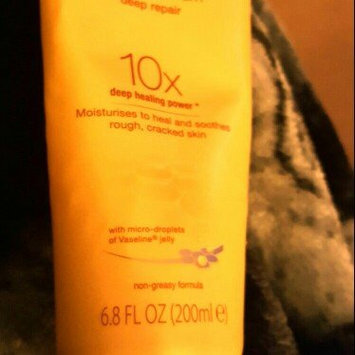 deep repair
10x
deep healing power*
Moisturises to heal and soothes
rough, cracked skin
with micro-droplets
of Vaseline® jelly
non-greasy formula
6.8 FL OZ (200ml e)